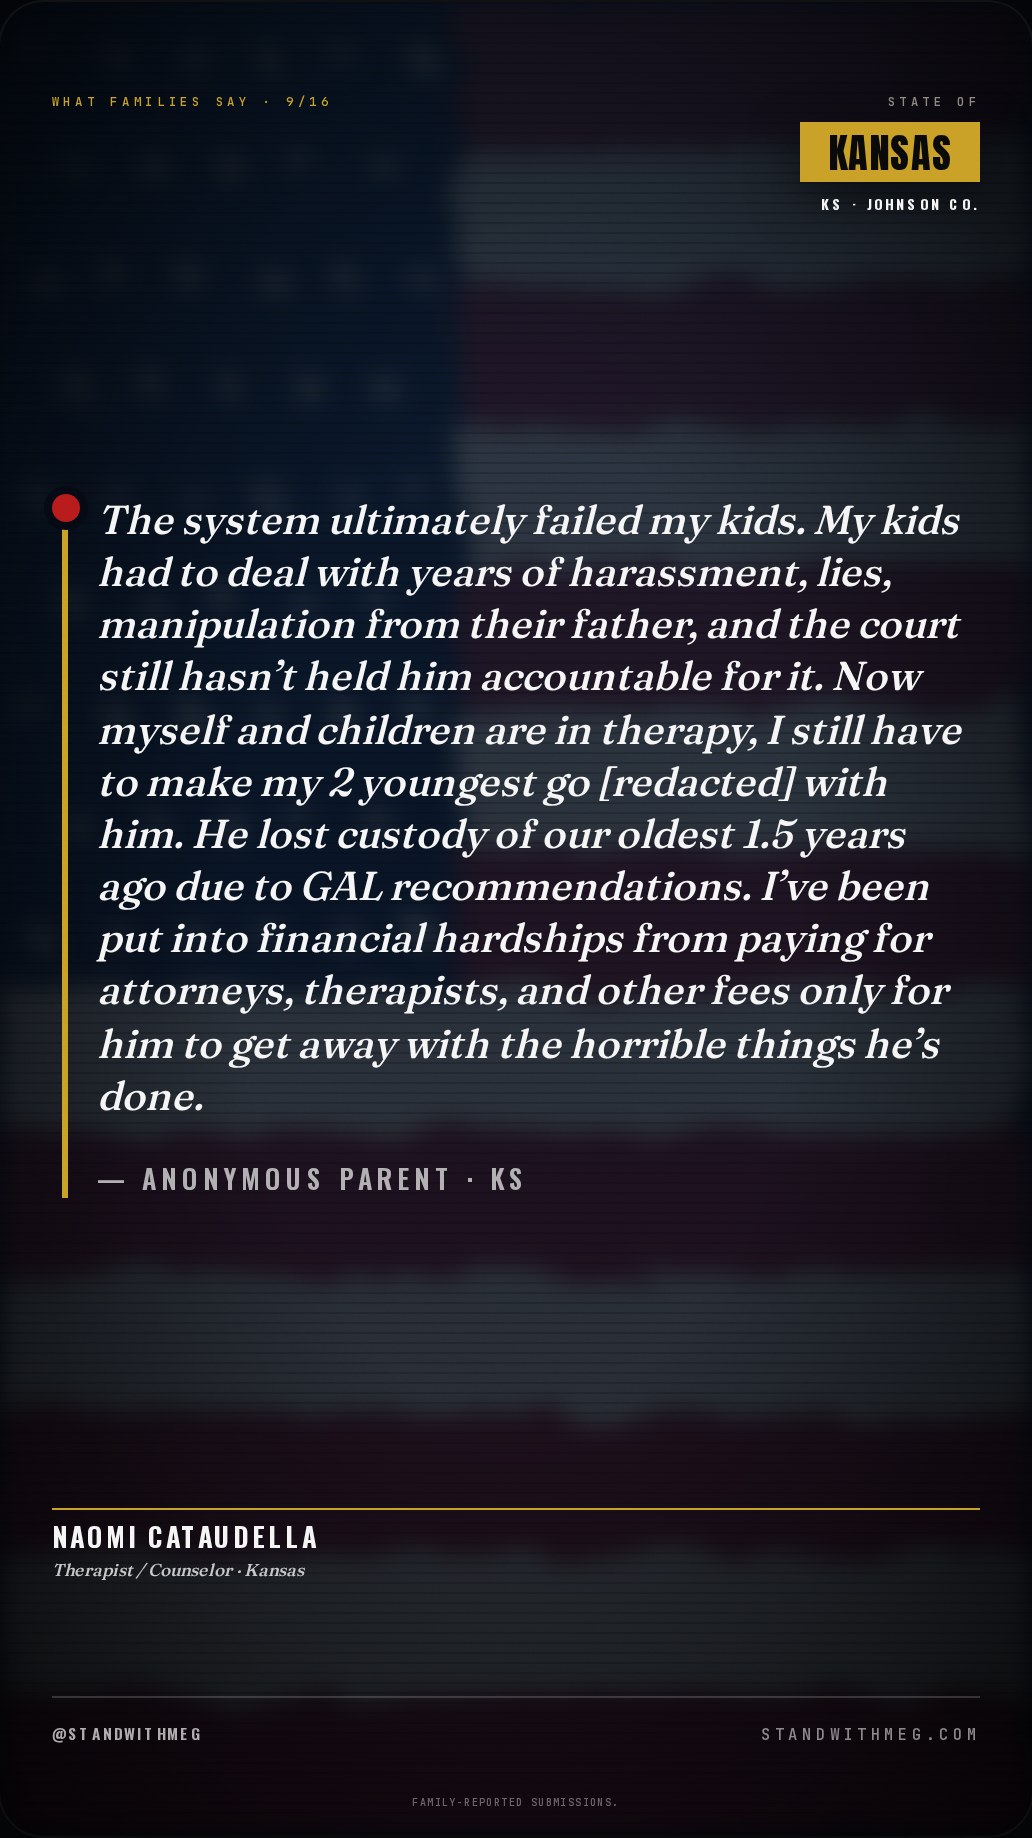 WHAT FAMILIES SAY · 9/16
STATE OF
KANSAS
KS · JOHNSON CO.
The system ultimately failed my kids. My kids
had to deal with years of harassment, lies,
manipulation from their father, and the court
still hasn’t held him accountable for it. Now
myself and children are in therapy, I still have
to make my 2 youngest go [redacted] with
him. He lost custody of our oldest 1.5 years
ago due to GAL recommendations. I’ve been
put into financial hardships from paying for
attorneys, therapists, and other fees only for
him to get away with the horrible things he’s
done.
— ANONYMOUS PARENT · KS
NAOMI CATAUDELLA
Therapist / Counselor · Kansas
@STANDWITHMEG
STANDWITHMEG.COM
FAMILY-REPORTED SUBMISSIONS.